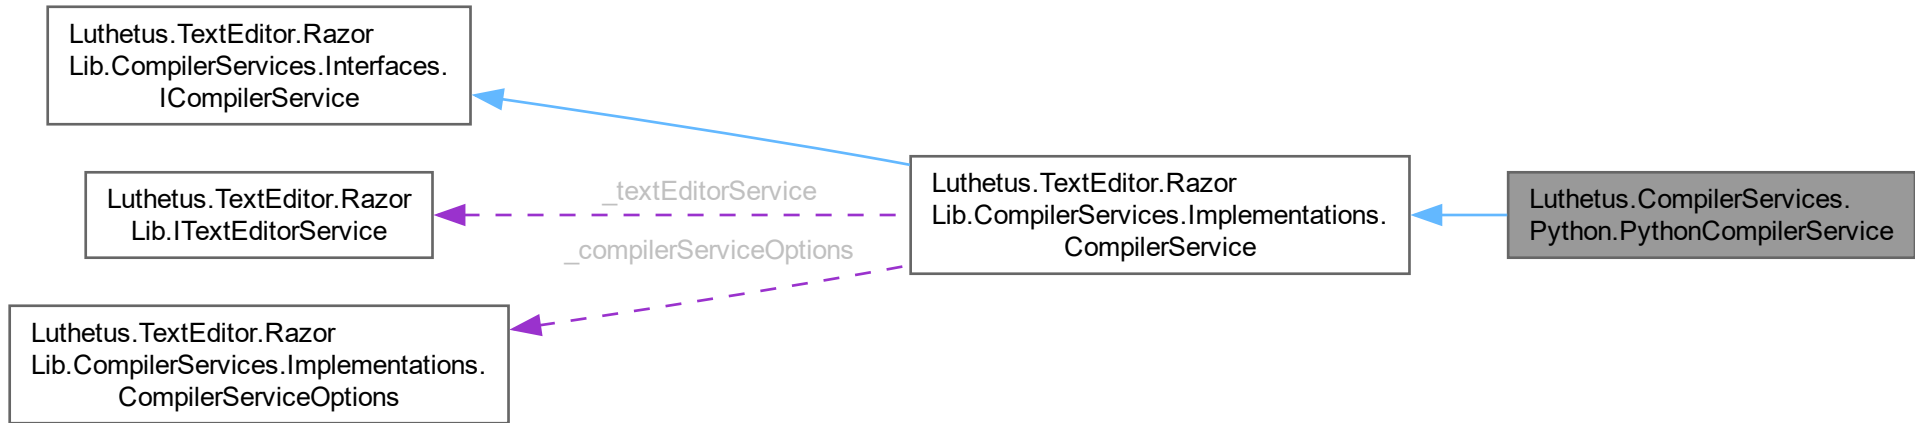 Luthetus.TextEditor.Razor
Lib.CompilerServices.Interfaces.
ICompilerService
Luthetus.TextEditor.Razor
Lib.ITextEditorService
Luthetus.TextEditor.Razor
Lib.CompilerServices.Implementations.
CompilerServiceOptions
_textEditorService
_compilerServiceOptions
Luthetus.TextEditor.Razor
Lib.CompilerServices.Implementations.
CompilerService
Luthetus.CompilerServices.
Python.PythonCompilerService